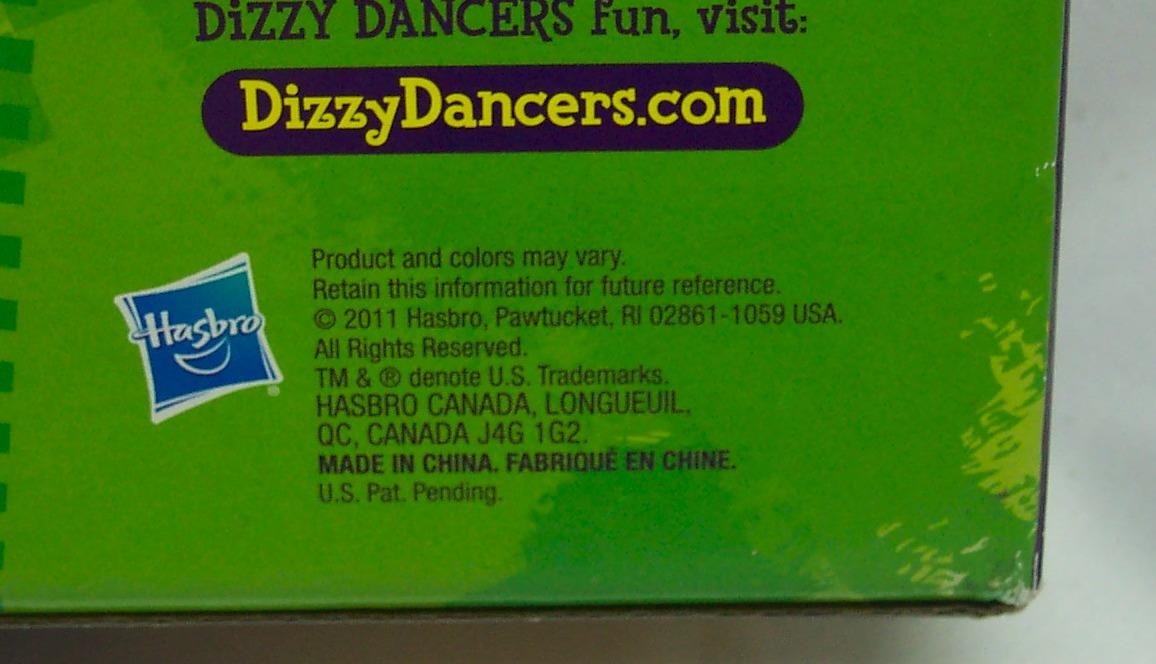 DiZZY DANCERS fun, visit:
DizzyDancers.com
Hasbro
®
Product and colors may vary.
Retain this information for future reference.
© 2011 Hasbro, Pawtucket, RI 02861-1059 USA.
All Rights Reserved.
TM & ® denote U.S. Trademarks.
HASBRO CANADA, LONGUEUIL,
QC, CANADA J4G 1G2.
MADE IN CHINA. FABRIQUÉ EN CHINE.
U.S. Pat. Pending.